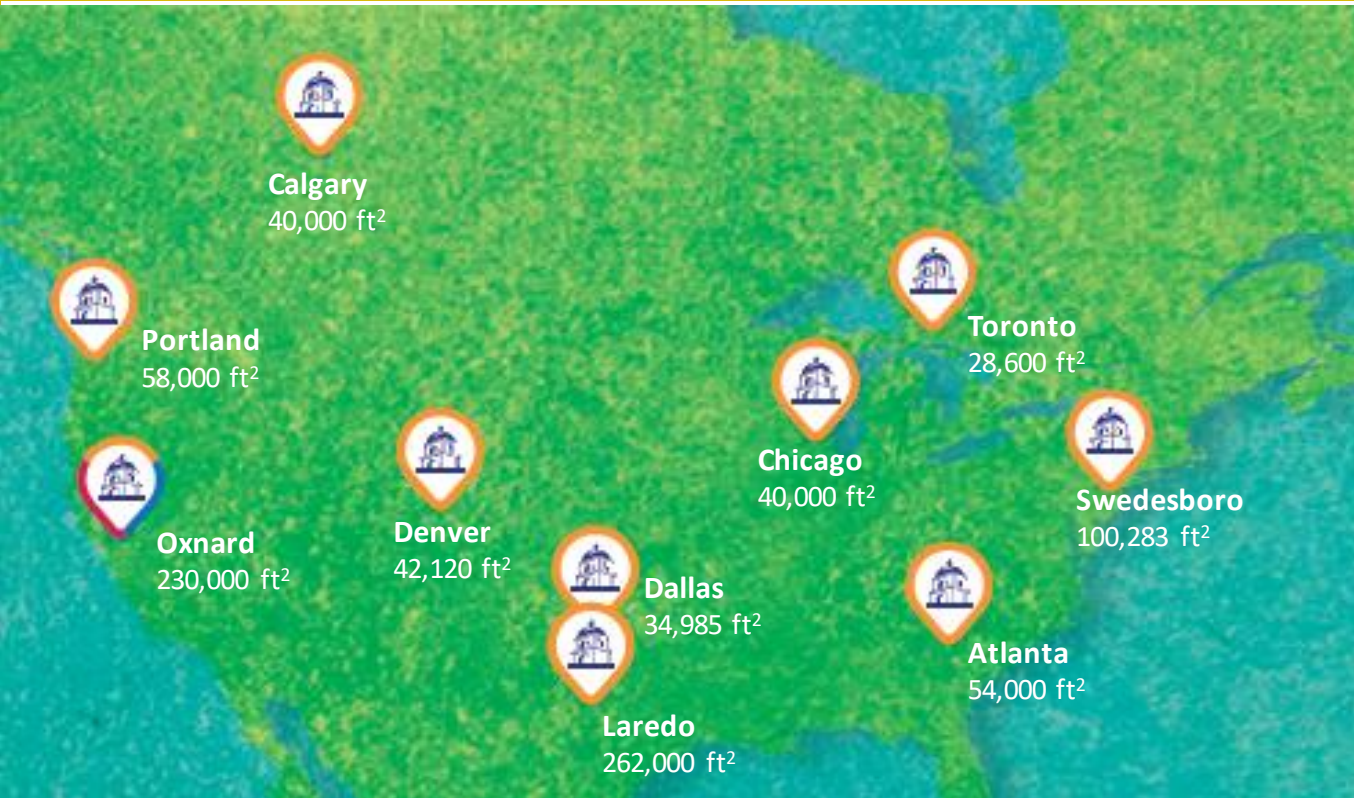 Calgary
40,000 ft²
Portland
58,000 ft²
Toronto
28,600 ft²
Chicago
40,000 ft²
Swedesboro
100,283 ft²
Oxnard
230,000 ft²
Denver
42,120 ft²
Dallas
34,985 ft²
Atlanta
54,000 ft²
Laredo
262,000 ft²